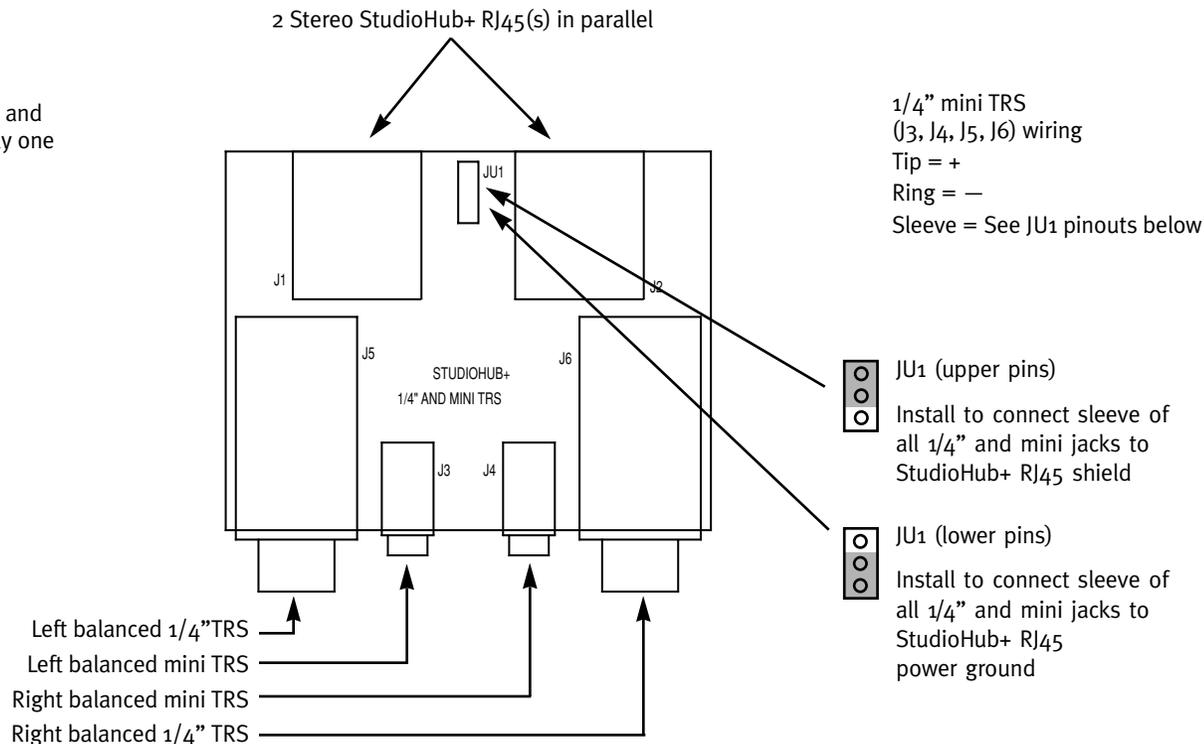 2 Stereo StudioHub+ RJ45(s) in parallel
and
y one
1/4" mini TRS
(J3, J4, J5, J6) wiring
Tip = +
Ring = —
Sleeve = See JU1 pinouts below
JU1
J1
J2
J5
J6
STUDIOHUB+
1/4" AND MINI TRS
J3
J4
JU1 (upper pins)
Install to connect sleeve of
all 1/4" and mini jacks to
StudioHub+ RJ45 shield
JU1 (lower pins)
Install to connect sleeve of
all 1/4" and mini jacks to
StudioHub+ RJ45
power ground
Left balanced 1/4"TRS
Left balanced mini TRS
Right balanced mini TRS
Right balanced 1/4" TRS